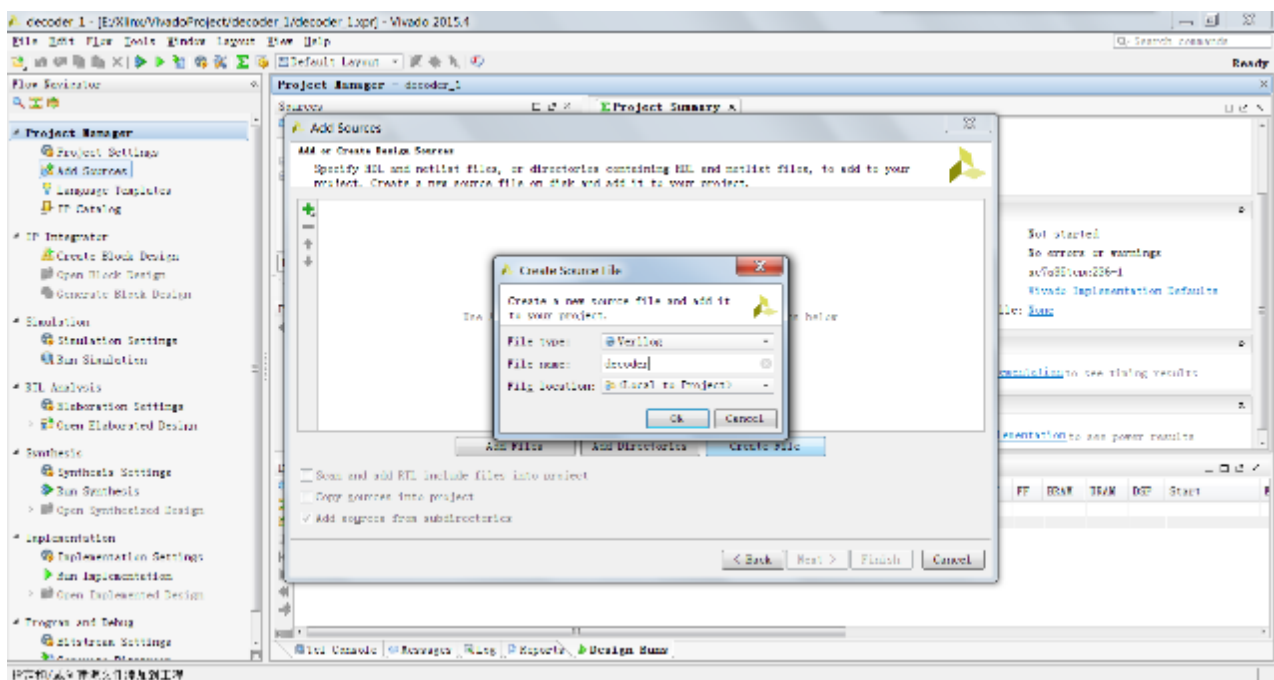 decoder_1 - [E:/Xilinx/VivadoProject/decoder_1/decoder_1.xpr] - Vivado 2015.4
File Edit Flow Tools Window Layout View Help
Search commands
Default Layout
Ready
Flow Navigator
Project Manager - decoder_1
Sources
Project Summary
Project Manager
Project Settings
Add Sources
Language Templates
IP Catalog
IP Integrator
Create Block Design
Open Block Design
Generate Block Design
Simulation
Simulation Settings
Run Simulation
RTL Analysis
Elaboration Settings
Open Elaborated Design
Synthesis
Synthesis Settings
Run Synthesis
Open Synthesized Design
Implementation
Implementation Settings
Run Implementation
Open Implemented Design
Program and Debug
Bitstream Settings
Add Sources
Add or Create Design Sources
Specify HDL and netlist files, or directories containing HDL and netlist files, to add to your
project. Create a new source file on disk and add it to your project.
Create Source File
Create a new source file and add it
to your project.
File type: Verilog
File name: decoder
File location: <Local to Project>
OK Cancel
below
Add Files Add Directories Create File
Scan and add RTL include files into project
Copy sources into project
Add sources from subdirectories
< Back Next > Finish Cancel
Not started
No errors or warnings
Vivado Implementation Defaults
None
to see timing results
to see power results
FF BRAM DSP Start
Tcl Console Messages Log Reports Design Runs